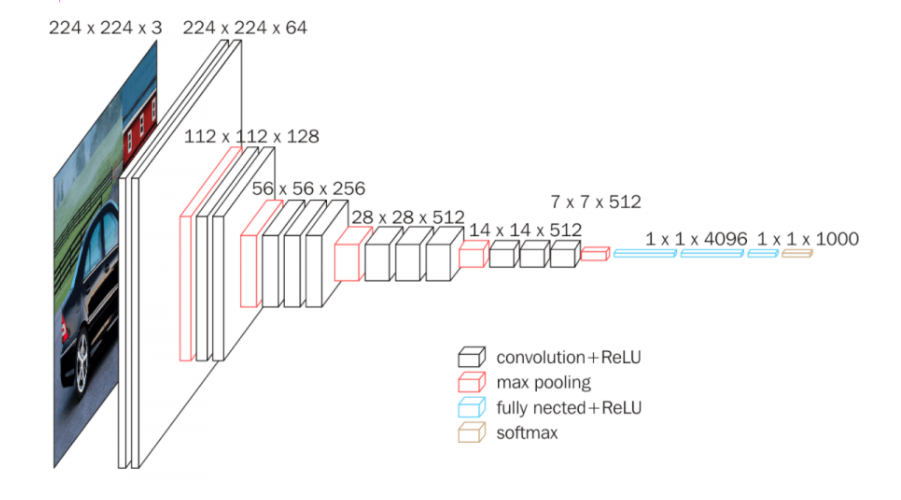 224 x 224 x 3
224 x 224 x 64
112 x 112 x 128
56 x 56 x 256
28 x 28 x 512
14 x 14 x 512
7 x 7 x 512
1 x 1 x 4096
1 x 1 x 1000
convolution+ReLU
max pooling
fully nected+ReLU
softmax